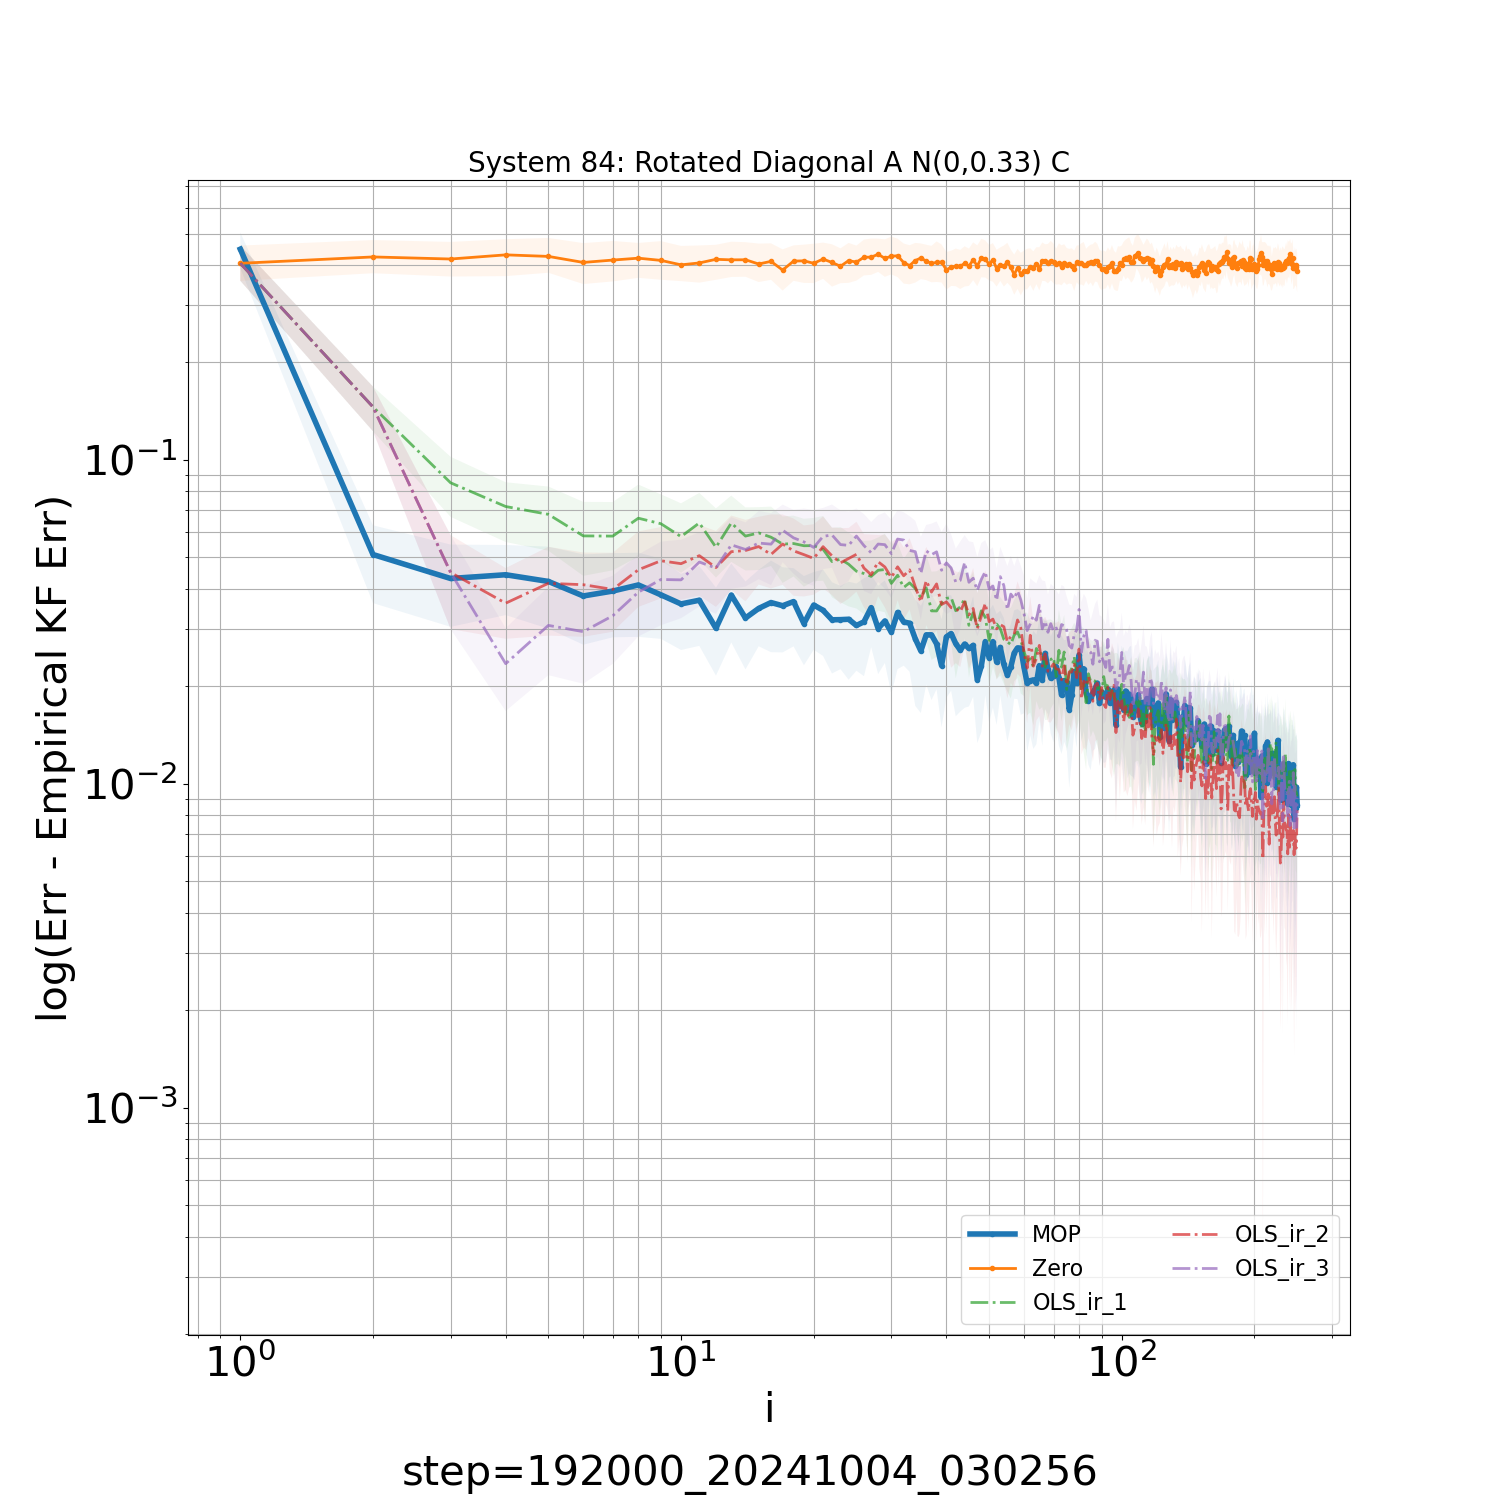 System 84: Rotated Diagonal A N(0,0.33) C
log(Err - Empirical KF Err)
10⁻¹
10⁻²
10⁻³
MOP
Zero
OLS_ir_1
OLS_ir_2
OLS_ir_3
10⁰ 10¹ 10²
i
step=192000_20241004_030256